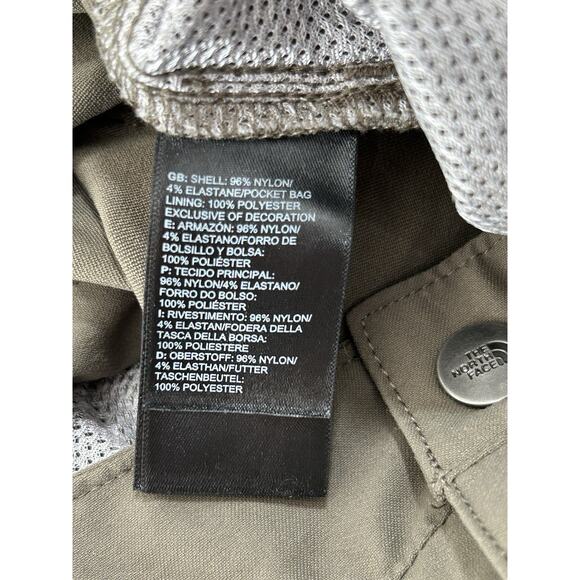 GB: SHELL: 96% NYLON/
4% ELASTANE/POCKET BAG
LINING: 100% POLYESTER
EXCLUSIVE OF DECORATION
E: ARMAZÓN: 96% NYLON/
4% ELASTANO/FORRO DE
BOLSILLO Y BOLSA:
100% POLIÉSTER
P: TECIDO PRINCIPAL:
96% NYLON/4% ELASTANO/
FORRO DO BOLSO:
100% POLIÉSTER
I: RIVESTIMENTO: 96% NYLON/
4% ELASTAN/FODERA DELLA
TASCA DELLA BORSA:
100% POLIESTERE
D: OBERSTOFF: 96% NYLON/
4% ELASTHAN/FUTTER
TASCHENBEUTEL:
100% POLYESTER
THE
NORTH
FACE